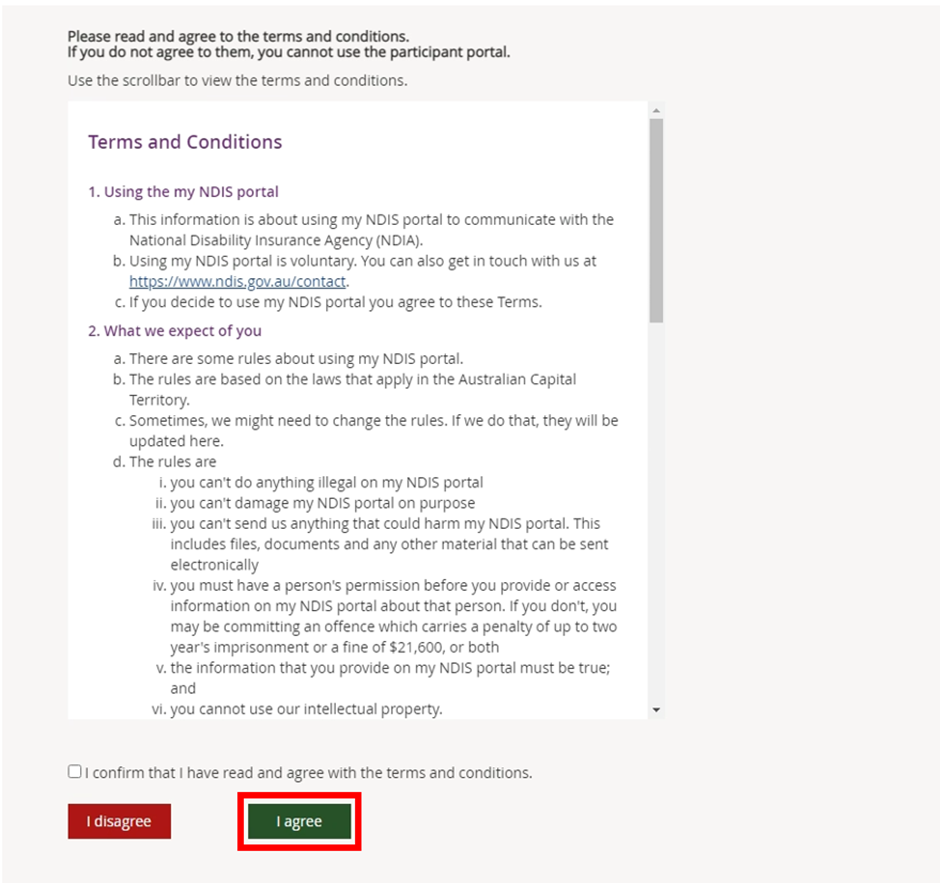 Please read and agree to the terms and conditions.
If you do not agree to them, you cannot use the participant portal.
Use the scrollbar to view the terms and conditions.
Terms and Conditions
1. Using the my NDIS portal
a. This information is about using my NDIS portal to communicate with the
National Disability Insurance Agency (NDIA).
b. Using my NDIS portal is voluntary. You can also get in touch with us at
https://www.ndis.gov.au/contact.
c. If you decide to use my NDIS portal you agree to these Terms.
2. What we expect of you
a. There are some rules about using my NDIS portal.
b. The rules are based on the laws that apply in the Australian Capital
Territory.
c. Sometimes, we might need to change the rules. If we do that, they will be
updated here.
d. The rules are
i. you can't do anything illegal on my NDIS portal
ii. you can't damage my NDIS portal on purpose
iii. you can't send us anything that could harm my NDIS portal. This
includes files, documents and any other material that can be sent
electronically
iv. you must have a person's permission before you provide or access
information on my NDIS portal about that person. If you don't, you
may be committing an offence which carries a penalty of up to two
year's imprisonment or a fine of $21,600, or both
v. the information that you provide on my NDIS portal must be true;
and
vi. you cannot use our intellectual property.
I confirm that I have read and agree with the terms and conditions.
I disagree
I agree